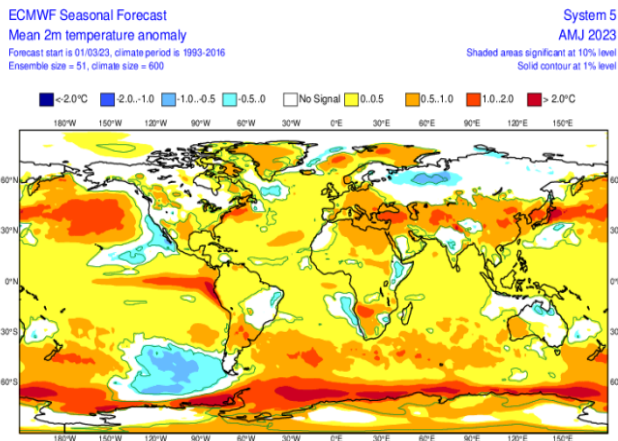 ECMWF Seasonal Forecast
System 5
Mean 2m temperature anomaly
AMJ 2023
Forecast start is 01/03/23, climate period is 1993-2016
Shaded areas significant at 10% level
Ensemble size = 51, climate size = 600
Solid contour at 1% level
<-2.0°C -2.0..-1.0 -1.0..-0.5 -0.5..0 No Signal 0..0.5 0.5..1.0 1.0..2.0 > 2.0°C
180°W 150°W 120°W 90°W 60°W 30°W 0°E 30°E 60°E 90°E 120°E 150°E
60°N 60°
30°N 30°
0°N 0°
30°S 30°
60°S 60°
180°W 150°W 120°W 90°W 60°W 30°W 0°E 30°E 60°E 90°E 120°E 150°E